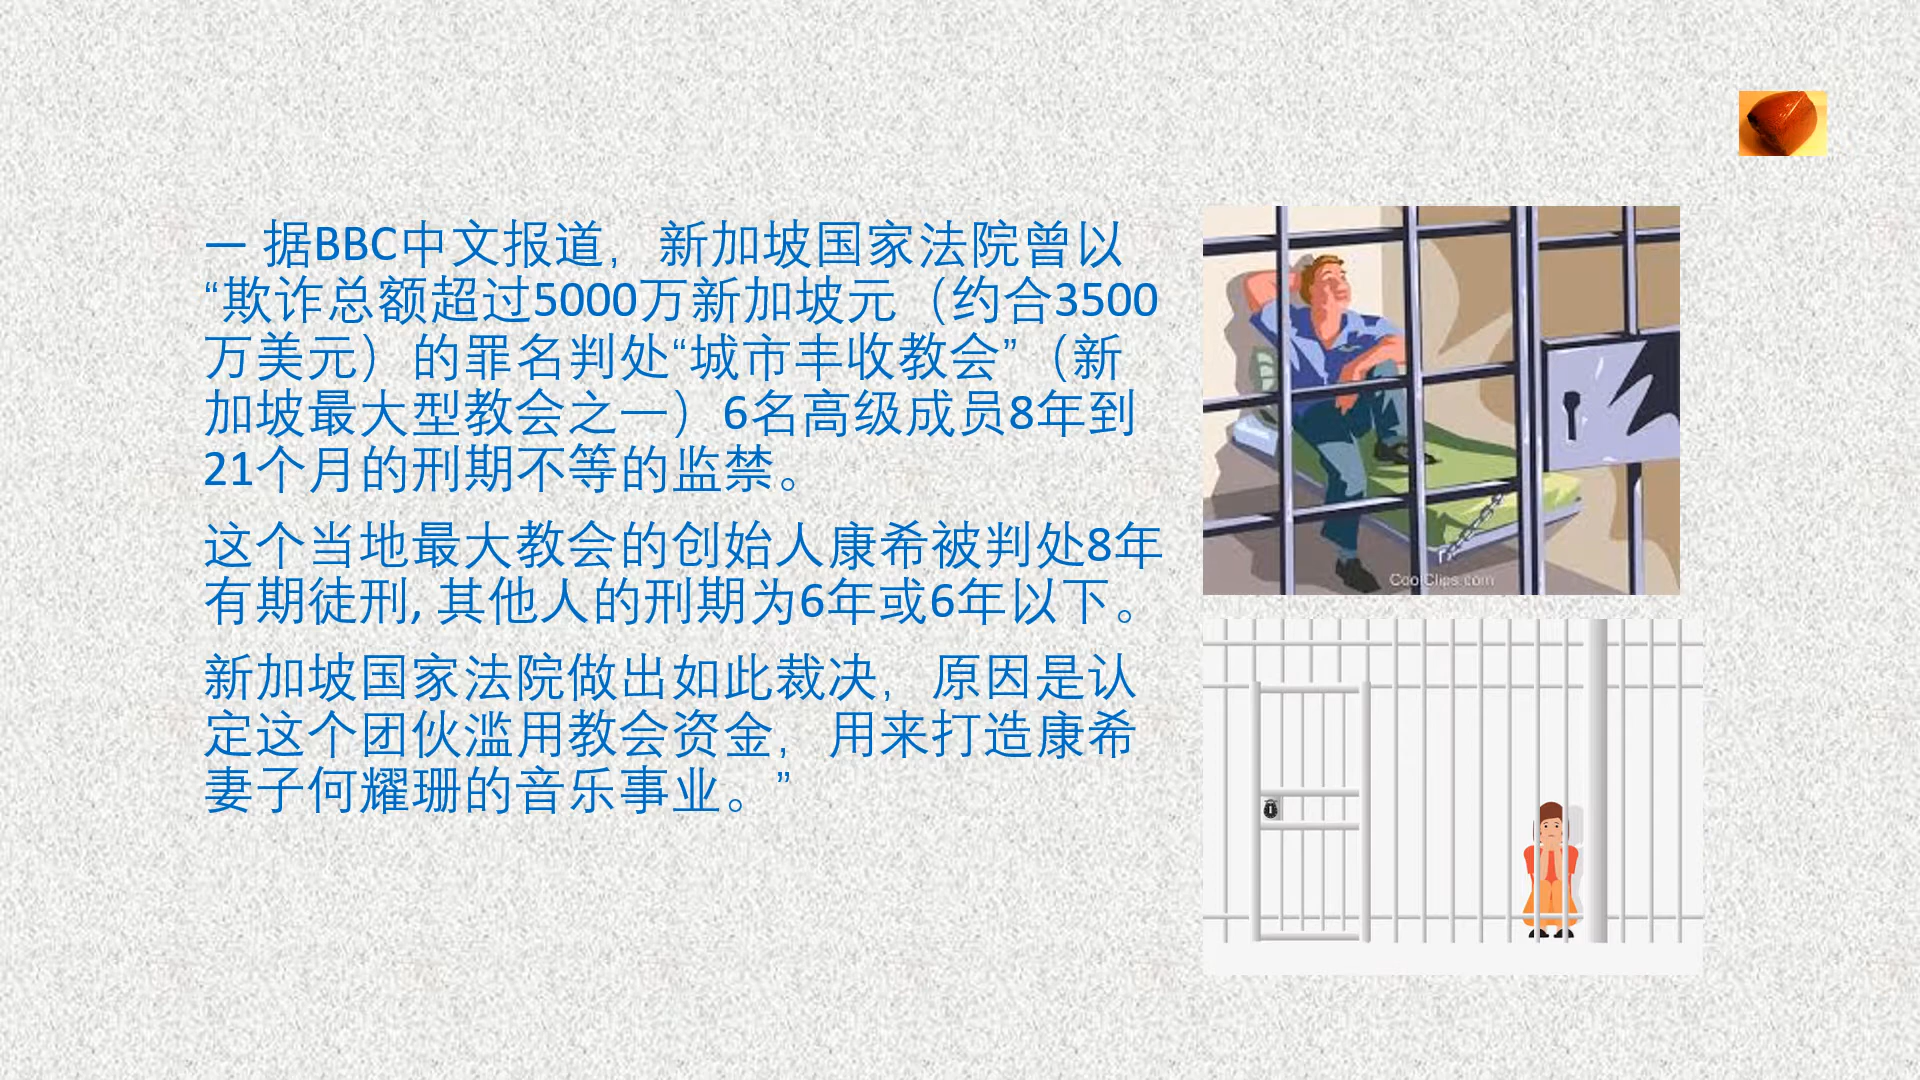 — 据BBC中文报道，新加坡国家法院曾以
“欺诈总额超过5000万新加坡元（约合3500
万美元）的罪名判处“城市丰收教会”（新
加坡最大型教会之一）6名高级成员8年到
21个月的刑期不等的监禁。
这个当地最大教会的创始人康希被判处8年
有期徒刑, 其他人的刑期为6年或6年以下。
新加坡国家法院做出如此裁决，原因是认
定这个团伙滥用教会资金，用来打造康希
妻子何耀珊的音乐事业。”
CoolClips.com